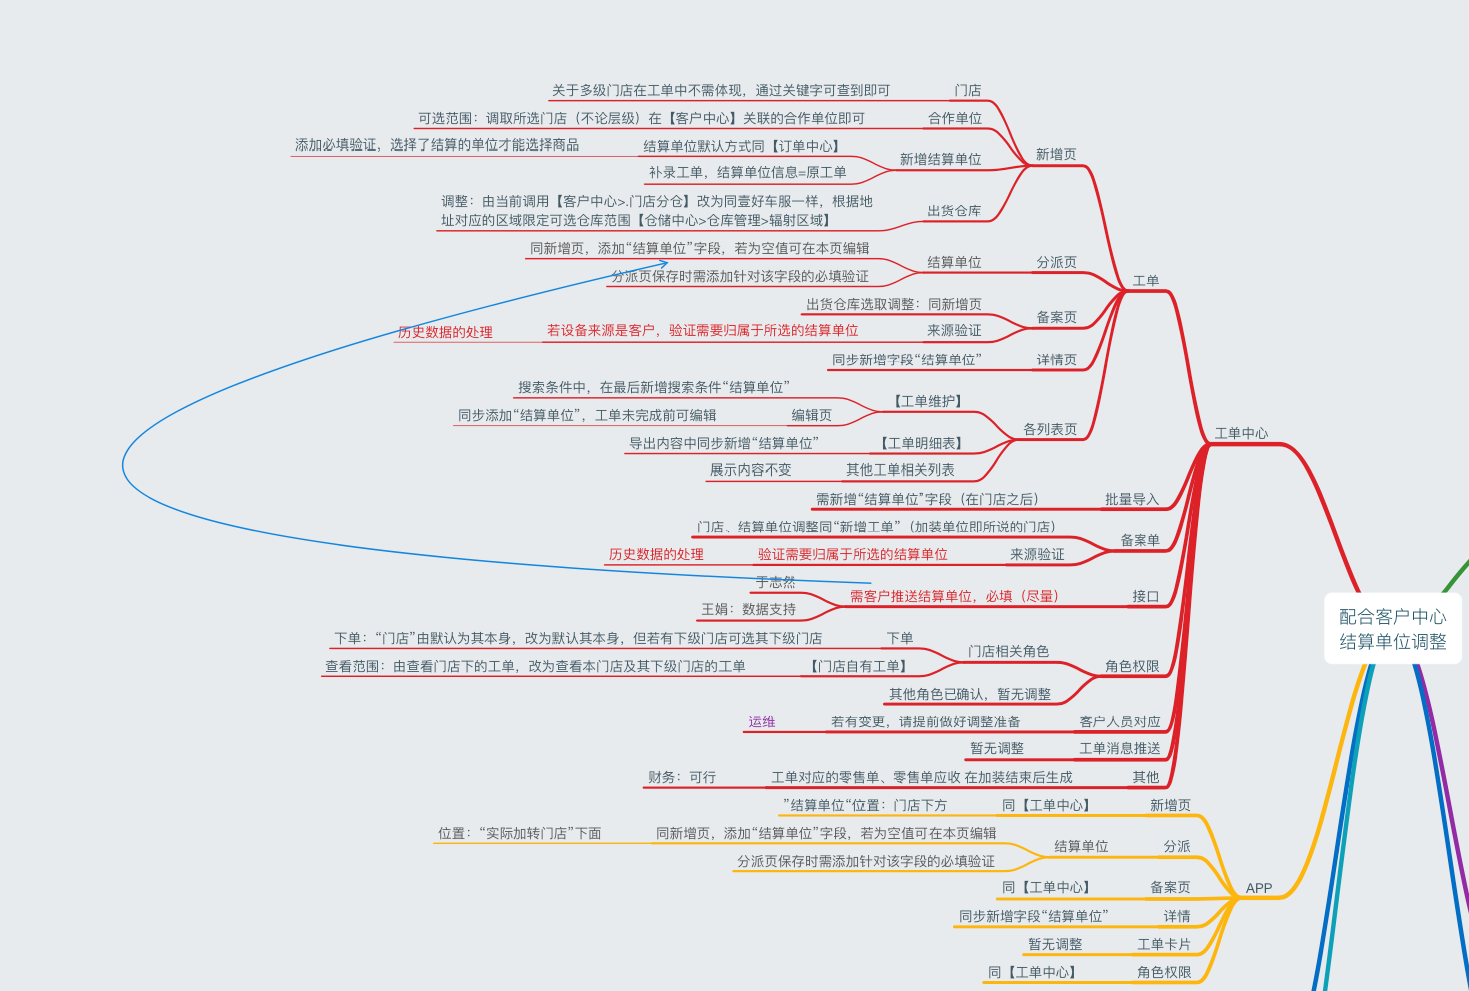 关于多级门店在工单中不需体现，通过关键字可查到即可
门店
可选范围：调取所选门店（不论层级）在【客户中心】关联的合作单位即可
合作单位
添加必填验证，选择了结算的单位才能选择商品
结算单位默认方式同【订单中心】
补录工单，结算单位信息=原工单
新增结算单位
新增页
调整：由当前调用【客户中心>.门店分仓】改为同壹好车服一样，根据地
址对应的区域限定可选仓库范围【仓储中心>仓库管理>辐射区域】
出货仓库
同新增页，添加“结算单位”字段，若为空值可在本页编辑
分派页保存时需添加针对该字段的必填验证
结算单位
分派页
工单
出货仓库选取调整：同新增页
备案页
历史数据的处理
若设备来源是客户，验证需要归属于所选的结算单位
来源验证
同步新增字段“结算单位”
详情页
搜索条件中，在最后新增搜索条件“结算单位”
【工单维护】
同步添加“结算单位”，工单未完成前可编辑
编辑页
各列表页
工单中心
导出内容中同步新增“结算单位”
【工单明细表】
展示内容不变
其他工单相关列表
需新增“结算单位”字段（在门店之后）
批量导入
门店、结算单位调整同“新增工单”（加装单位即所说的门店）
备案单
历史数据的处理
验证需要归属于所选的结算单位
来源验证
于志然
需客户推送结算单位，必填（尽量）
接口
王娟：数据支持
配合客户中心
结算单位调整
下单：“门店”由默认为其本身，改为默认其本身，但若有下级门店可选其下级门店
下单
门店相关角色
查看范围：由查看门店下的工单，改为查看本门店及其下级门店的工单
【门店自有工单】
角色权限
其他角色已确认，暂无调整
运维
若有变更，请提前做好调整准备
客户人员对应
暂无调整
工单消息推送
财务：可行
工单对应的零售单、零售单应收 在加装结束后生成
其他
”结算单位“位置：门店下方
同【工单中心】
新增页
位置：“实际加转门店”下面
同新增页，添加“结算单位”字段，若为空值可在本页编辑
结算单位
分派
分派页保存时需添加针对该字段的必填验证
同【工单中心】
备案页
APP
同步新增字段“结算单位”
详情
暂无调整
工单卡片
同【工单中心】
角色权限